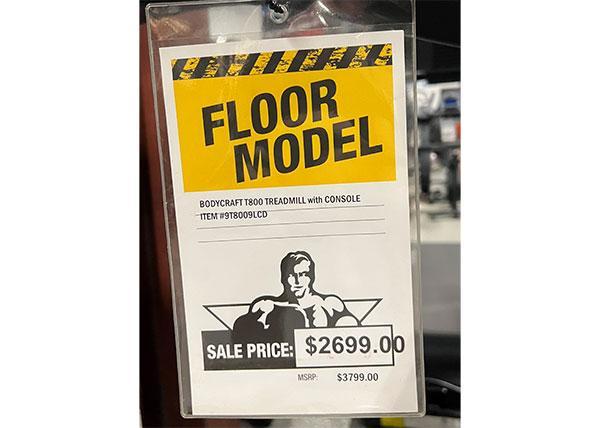 FLOOR
MODEL
BODYCRAFT T800 TREADMILL with CONSOLE
ITEM #9T8009LCD
SALE PRICE: $2699.00
MSRP: $3799.00